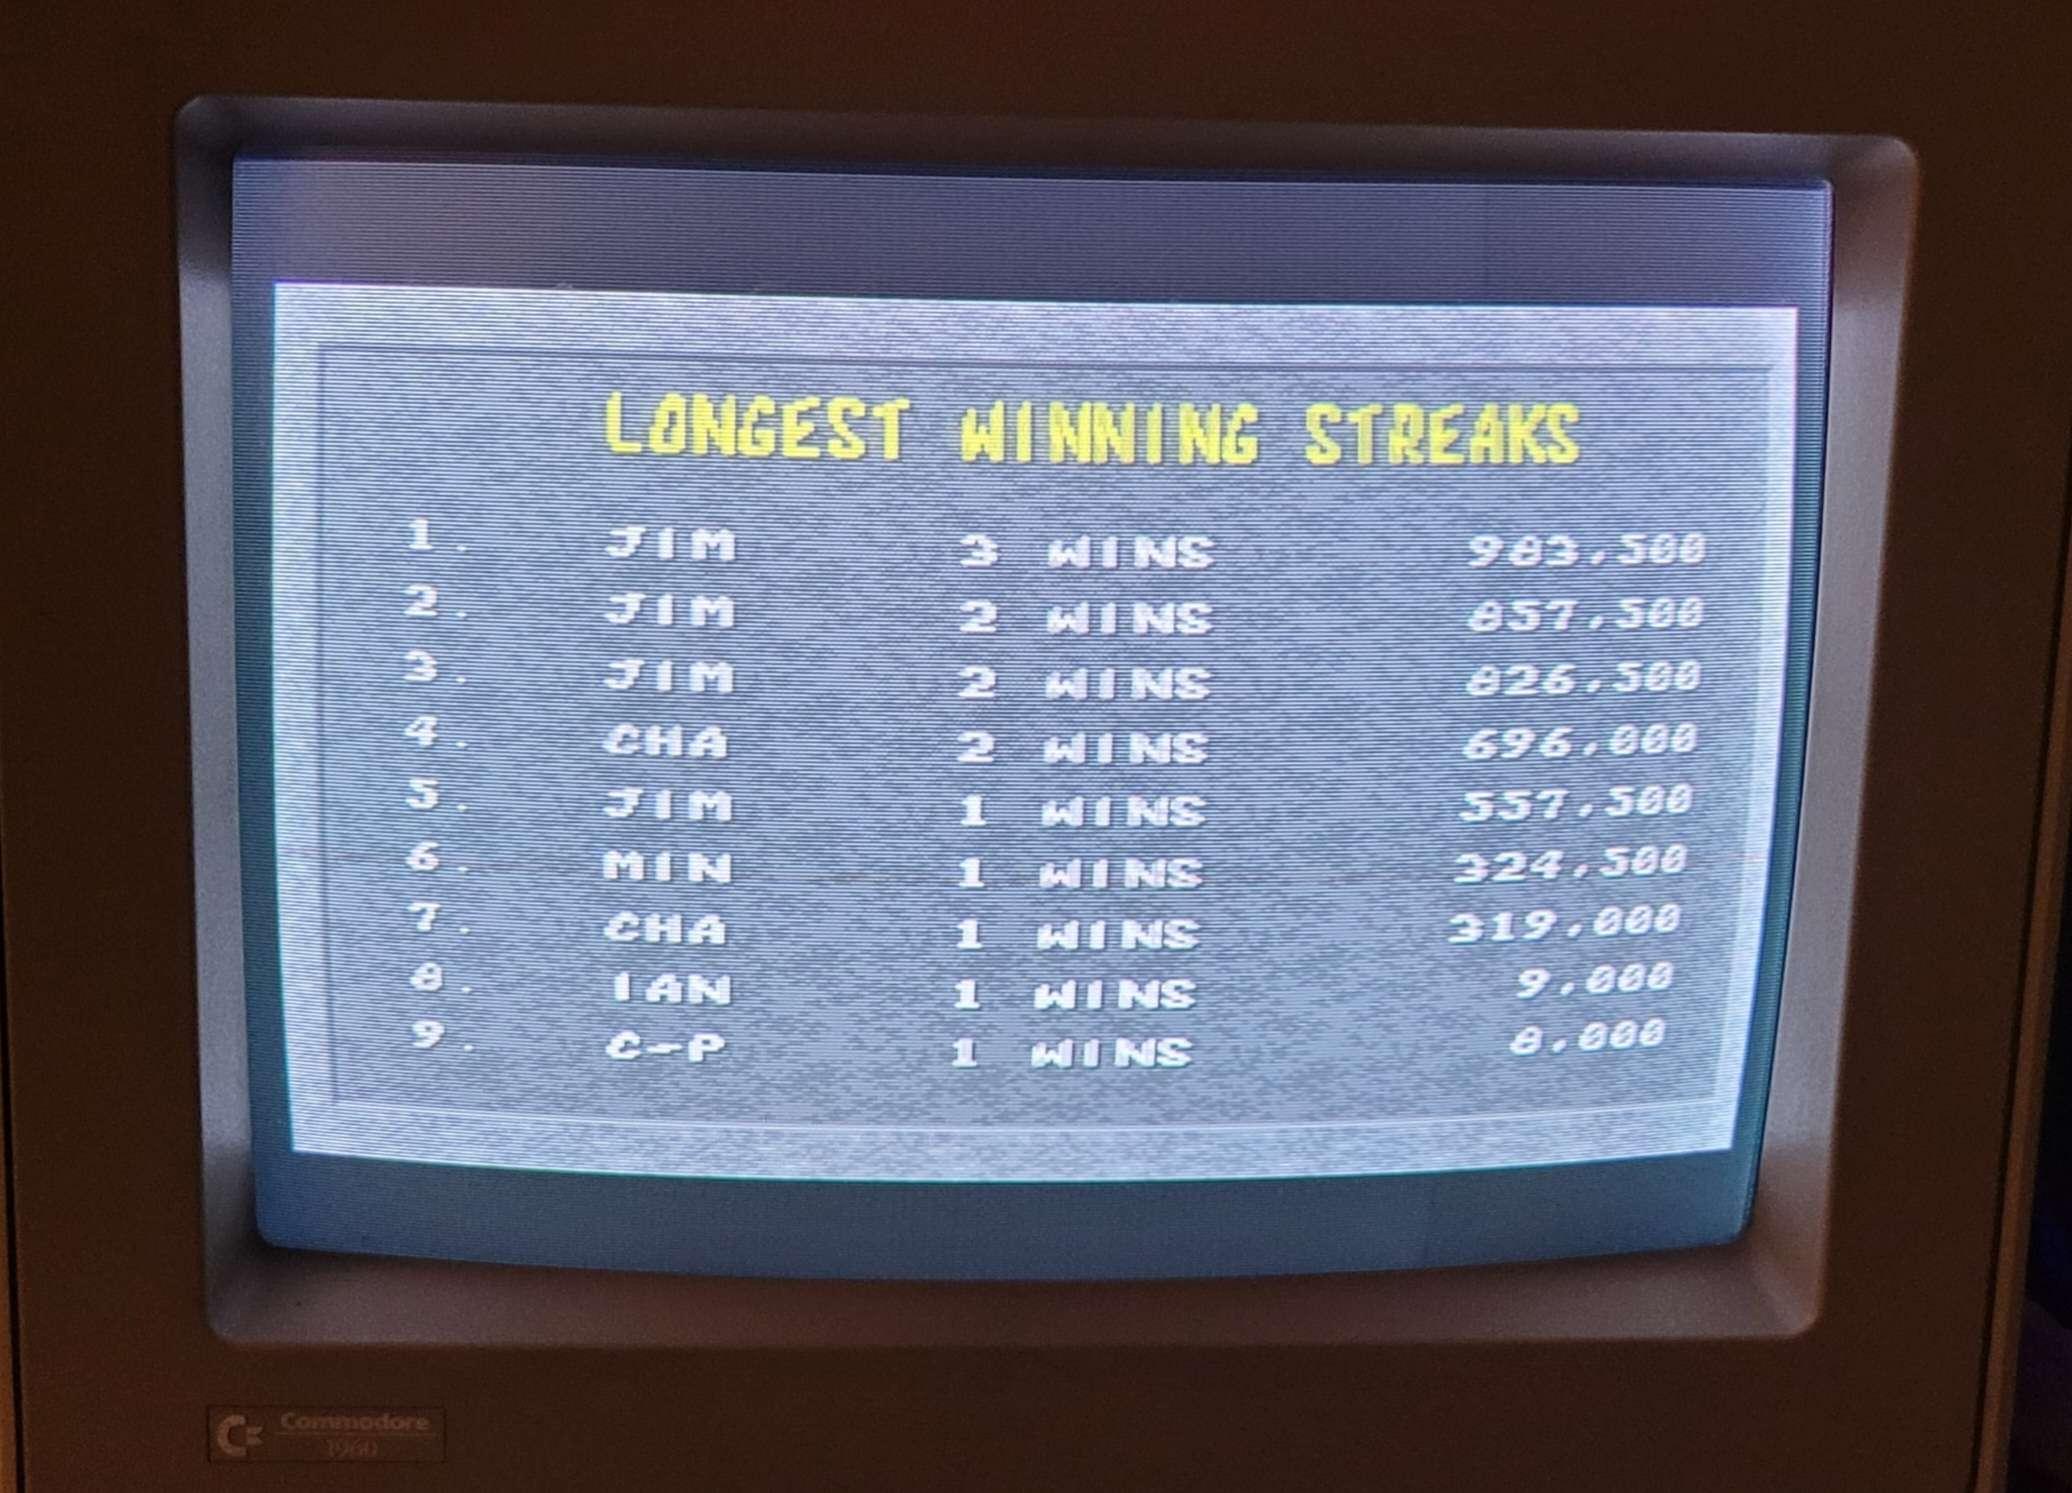 LONGEST WINNING STREAKS
1. JIM 3 WINS 983,500
2. JIM 2 WINS 857,500
3. JIM 2 WINS 826,500
4. CHA 2 WINS 696,000
5. JIM 1 WINS 557,500
6. MIN 1 WINS 324,500
7. CHA 1 WINS 319,000
8. IAN 1 WINS 9,000
9. C-P 1 WINS 8,000
Commodore
1960